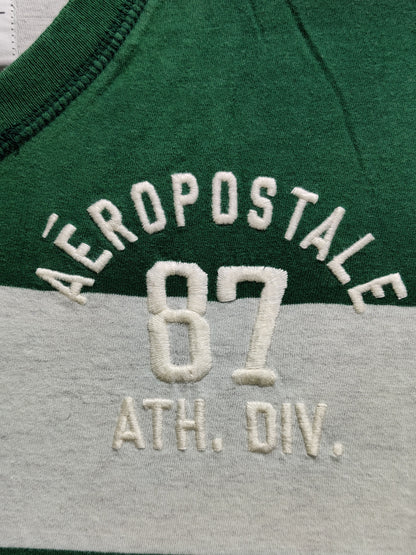 AÉROPOSTALE
87
ATH. DIV.